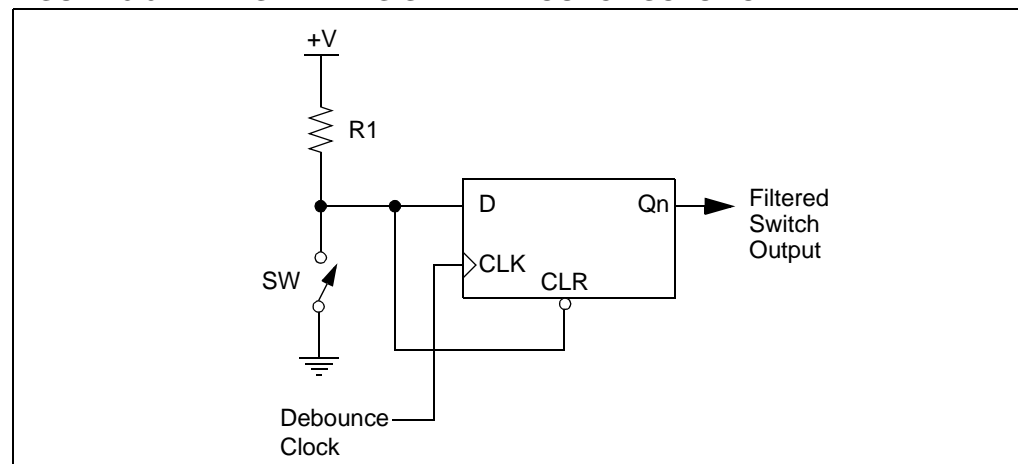 +V
R1
D
Qn
Filtered
Switch
Output
CLK
SW
CLR
Debounce
Clock